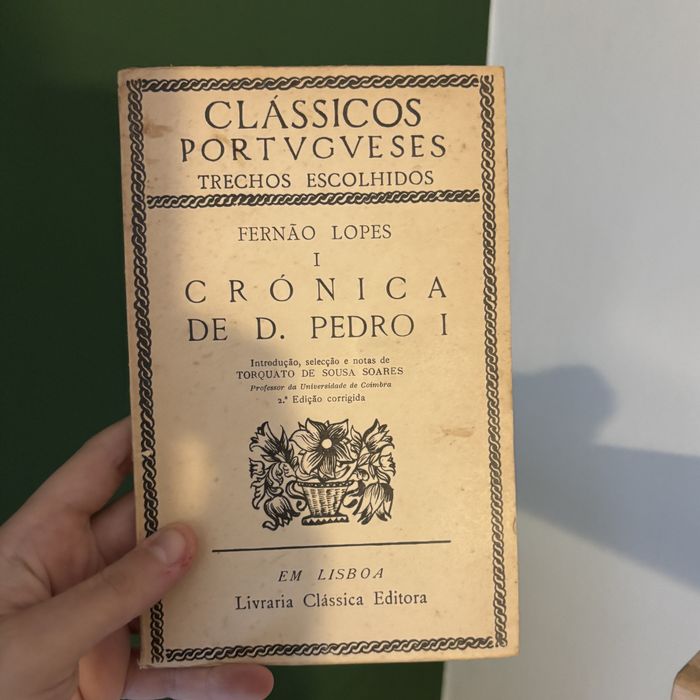 CLÁSSICOS
PORTVGVESES
TRECHOS ESCOLHIDOS
FERNÃO LOPES
I
CRÓNICA
DE D. PEDRO I
Introdução, selecção e notas de
TORQUATO DE SOUSA SOARES
Professor da Universidade de Coimbra
2.ª Edição corrigida
EM LISBOA
Livraria Clássica Editora